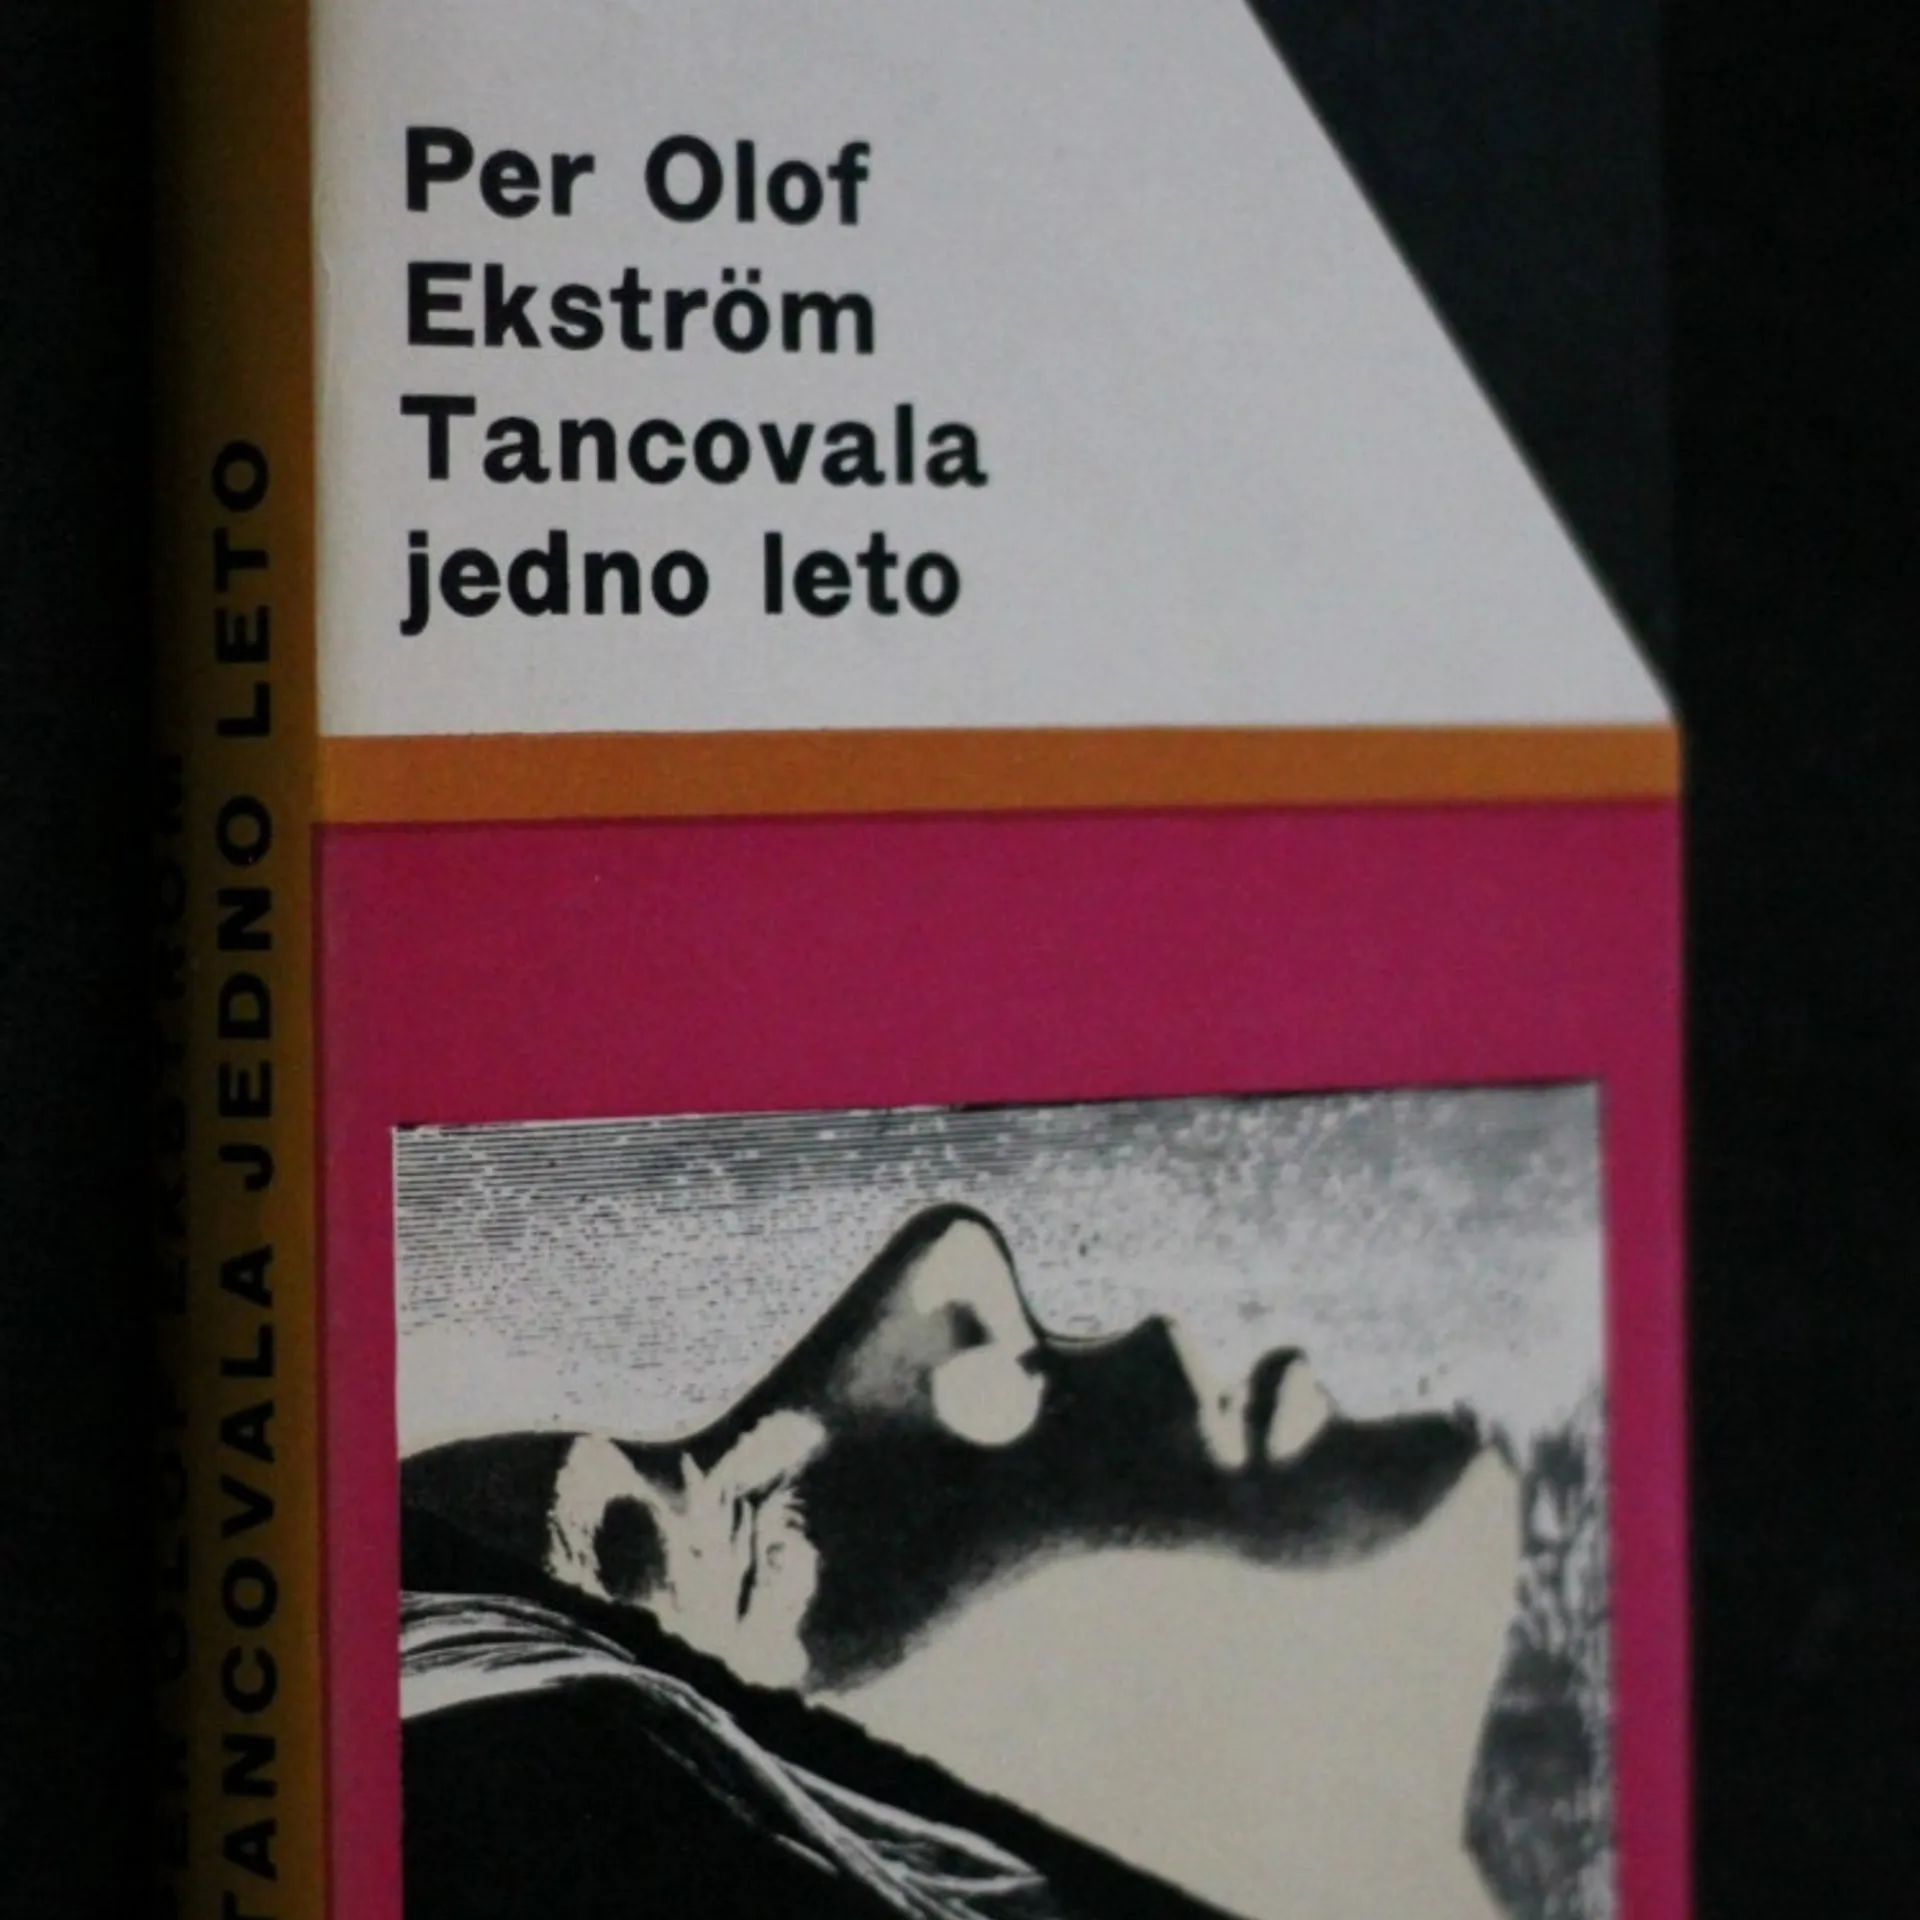 Per Olof
Ekström
Tancovala
jedno leto
TANCOVALA JEDNO LETO